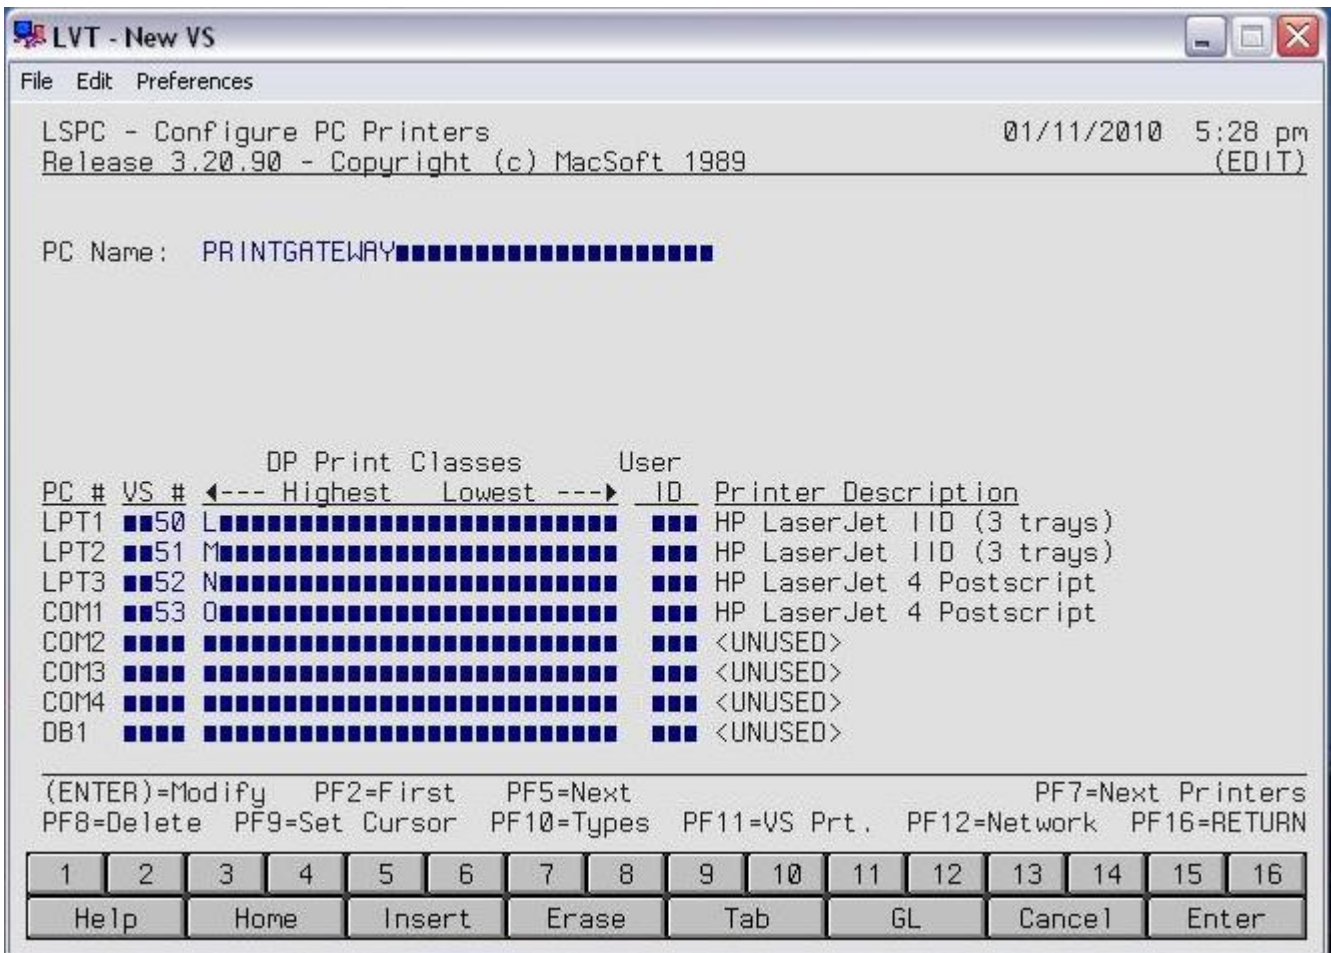 LVT - New VS
File Edit Preferences
LSPC - Configure PC Printers 01/11/2010 5:28 pm
Release 3.20.90 - Copyright (c) MacSoft 1989 (EDIT)
PC Name: PRINTGATEWAY
DP Print Classes User
PC # VS # ◄--- Highest Lowest ---► ID Printer Description
LPT1 50 L HP LaserJet IID (3 trays)
LPT2 51 M HP LaserJet IID (3 trays)
LPT3 52 N HP LaserJet 4 Postscript
COM1 53 O HP LaserJet 4 Postscript
COM2 <UNUSED>
COM3 <UNUSED>
COM4 <UNUSED>
DB1 <UNUSED>
(ENTER)=Modify PF2=First PF5=Next PF7=Next Printers
PF8=Delete PF9=Set Cursor PF10=Types PF11=VS Prt. PF12=Network PF16=RETURN
1 2 3 4 5 6 7 8 9 10 11 12 13 14 15 16
Help Home Insert Erase Tab GL Cancel Enter